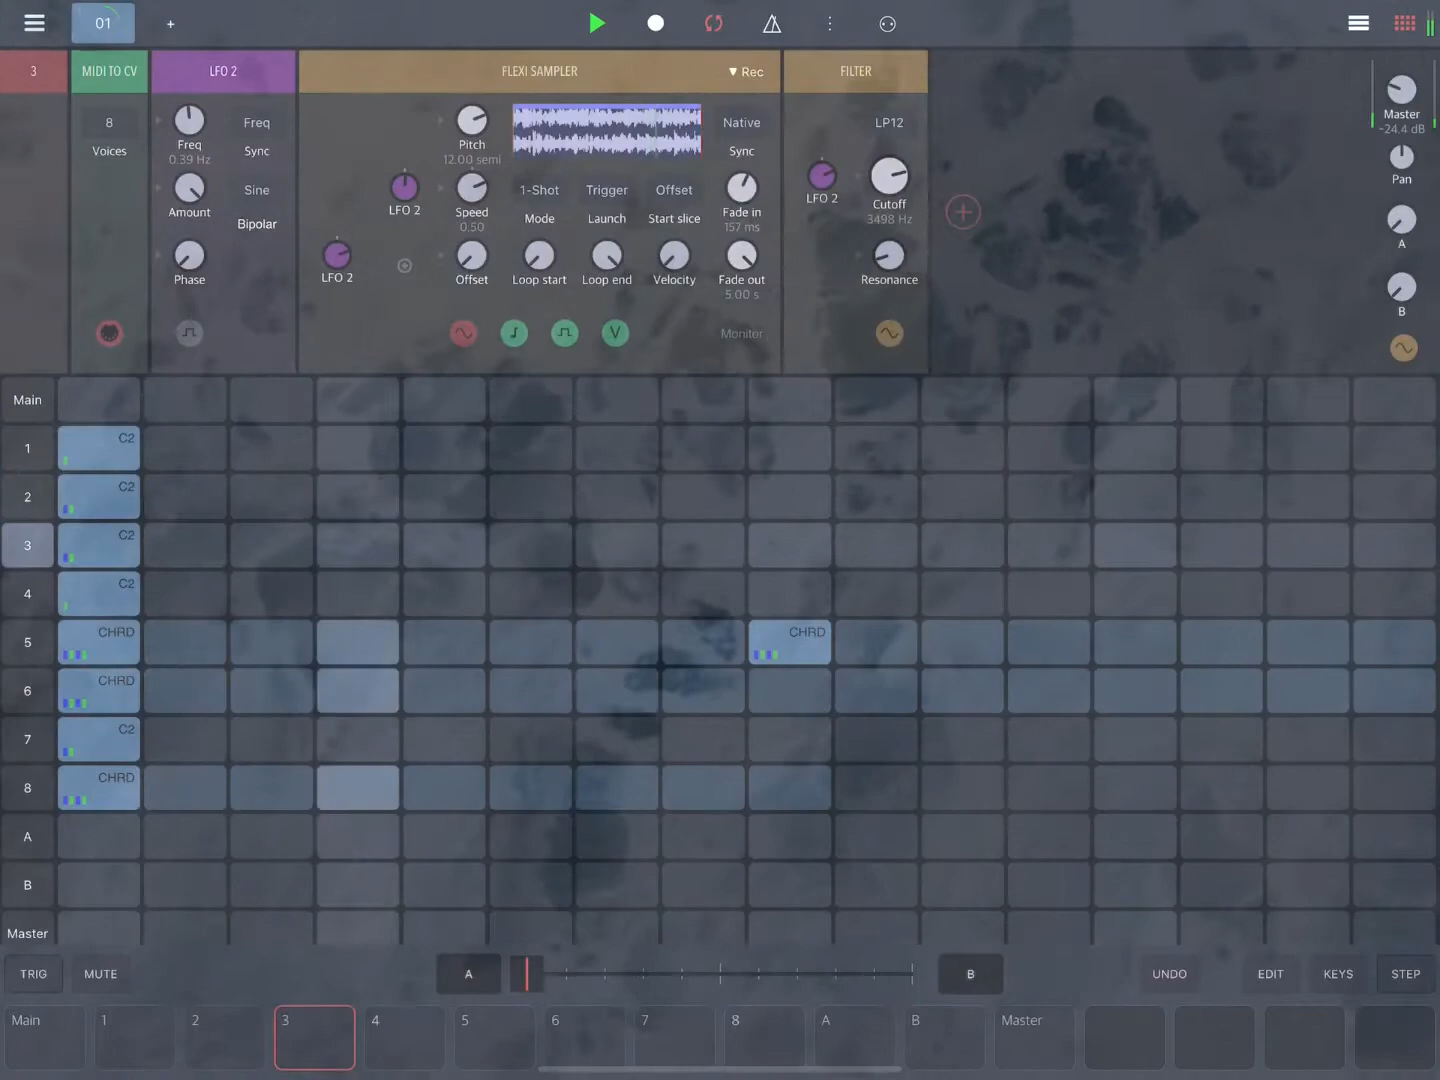 01
+
3
MIDI TO CV
LFO 2
FLEXI SAMPLER
▼ Rec
FILTER
8
Voices
Freq
0.39 Hz
Freq
Sync
Amount
Sine
Bipolar
Phase
LFO 2
LFO 2
Pitch
12.00 semi
Speed
0.50
Offset
1-Shot
Mode
Trigger
Launch
Offset
Start slice
Loop start
Loop end
Velocity
Native
Sync
Fade in
157 ms
Fade out
5.00 s
V
Monitor
LFO 2
LP12
Cutoff
3498 Hz
Resonance
Master
-24.4 dB
Pan
A
B
Main
1 C2
2 C2
3 C2
4 C2
5 CHRD CHRD
6 CHRD
7 C2
8 CHRD
A
B
Master
TRIG MUTE A B UNDO EDIT KEYS STEP
Main 1 2 3 4 5 6 7 8 A B Master